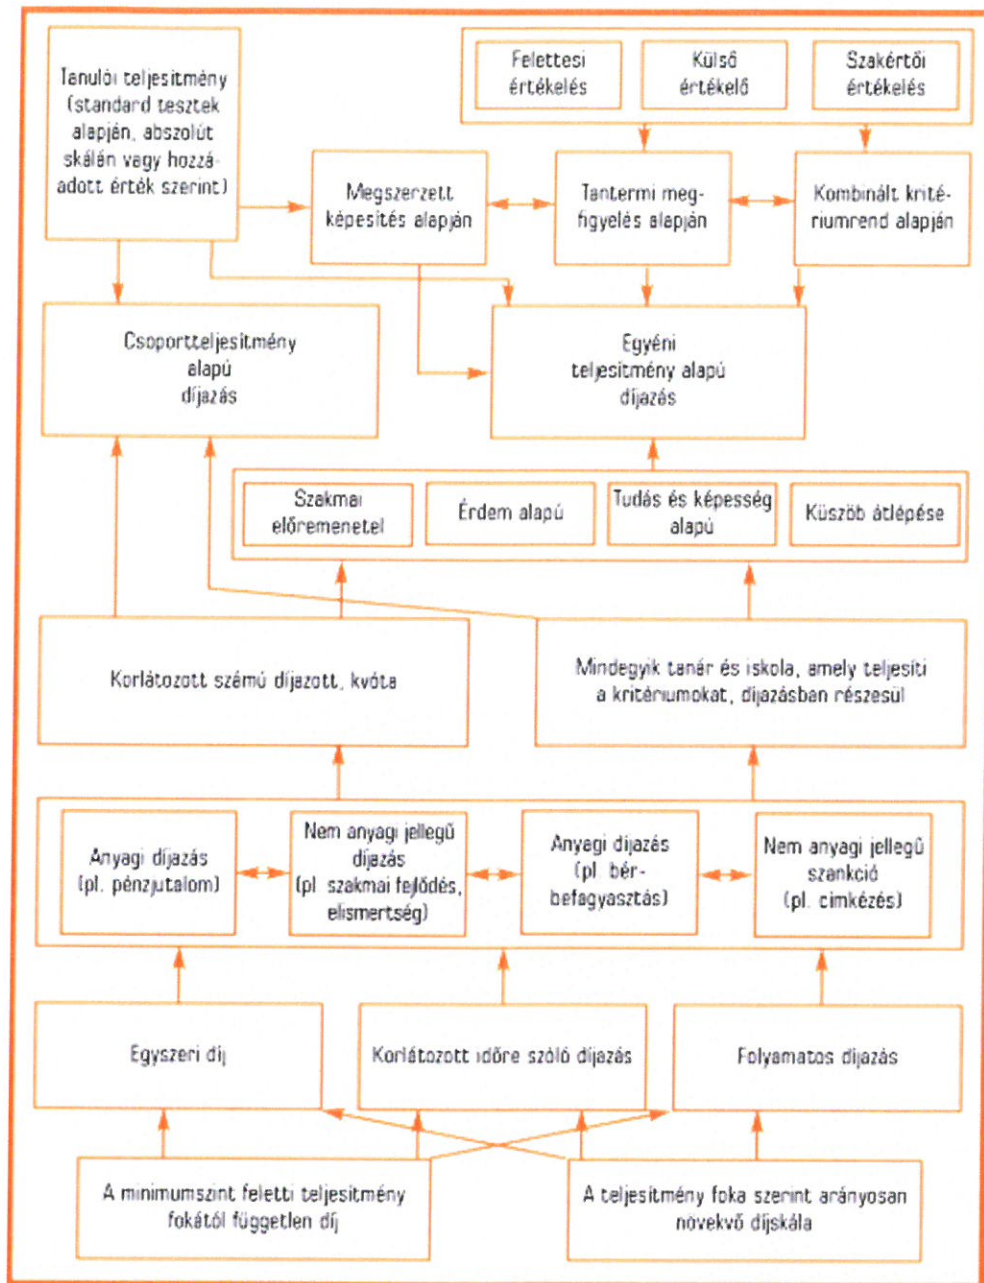 Tanulói teljesítmény
(standard tesztek
alapján, abszolút
skálán vagy hozzá-
adott érték szerint)
Felettesi
értékelés
Külső
értékelő
Szakértői
értékelés
Megszerzett
képesítés alapján
Tantermi meg-
figyelés alapján
Kombinált krité-
riumrend alapján
Csoportteljesítmény
alapú
díjazás
Egyéni
teljesítmény alapú
díjazás
Szakmai
előremenetel
Érdem alapú
Tudás és képesség
alapú
Küszöb átlépése
Korlátozott számú díjazott, kvóta
Mindegyik tanár és iskola, amely teljesíti
a kritériumokat, díjazásban részesül
Anyagi díjazás
(pl. pénzjutalom)
Nem anyagi jellegű
díjazás
(pl. szakmai fejlődés,
elismertség)
Anyagi díjazás
(pl. bér-
befagyasztás)
Nem anyagi jellegű
szankció
(pl. címkézés)
Egyszeri díj
Korlátozott időre szóló díjazás
Folyamatos díjazás
A minimumszint feletti teljesítmény
fokától független díj
A teljesítmény foka szerint arányosan
növekvő díjskála